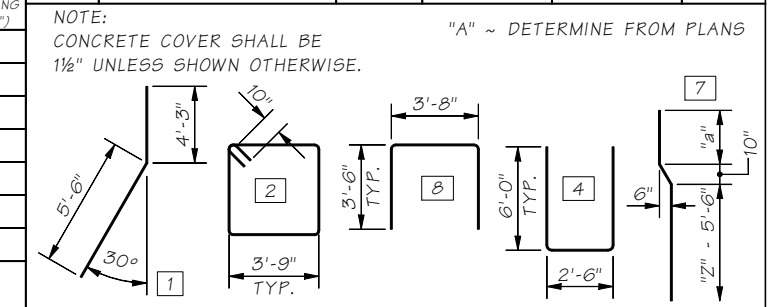 NG
")
NOTE:
CONCRETE COVER SHALL BE
1½" UNLESS SHOWN OTHERWISE.
"A" ~ DETERMINE FROM PLANS
4'-3"
5'-6"
30°
1
10"
2
3'-9"
TYP.
3'-8"
3'-6"
TYP.
8
6'-0"
TYP.
4
2'-6"
7
"a"
10"
6"
"Z" - 5'-6"